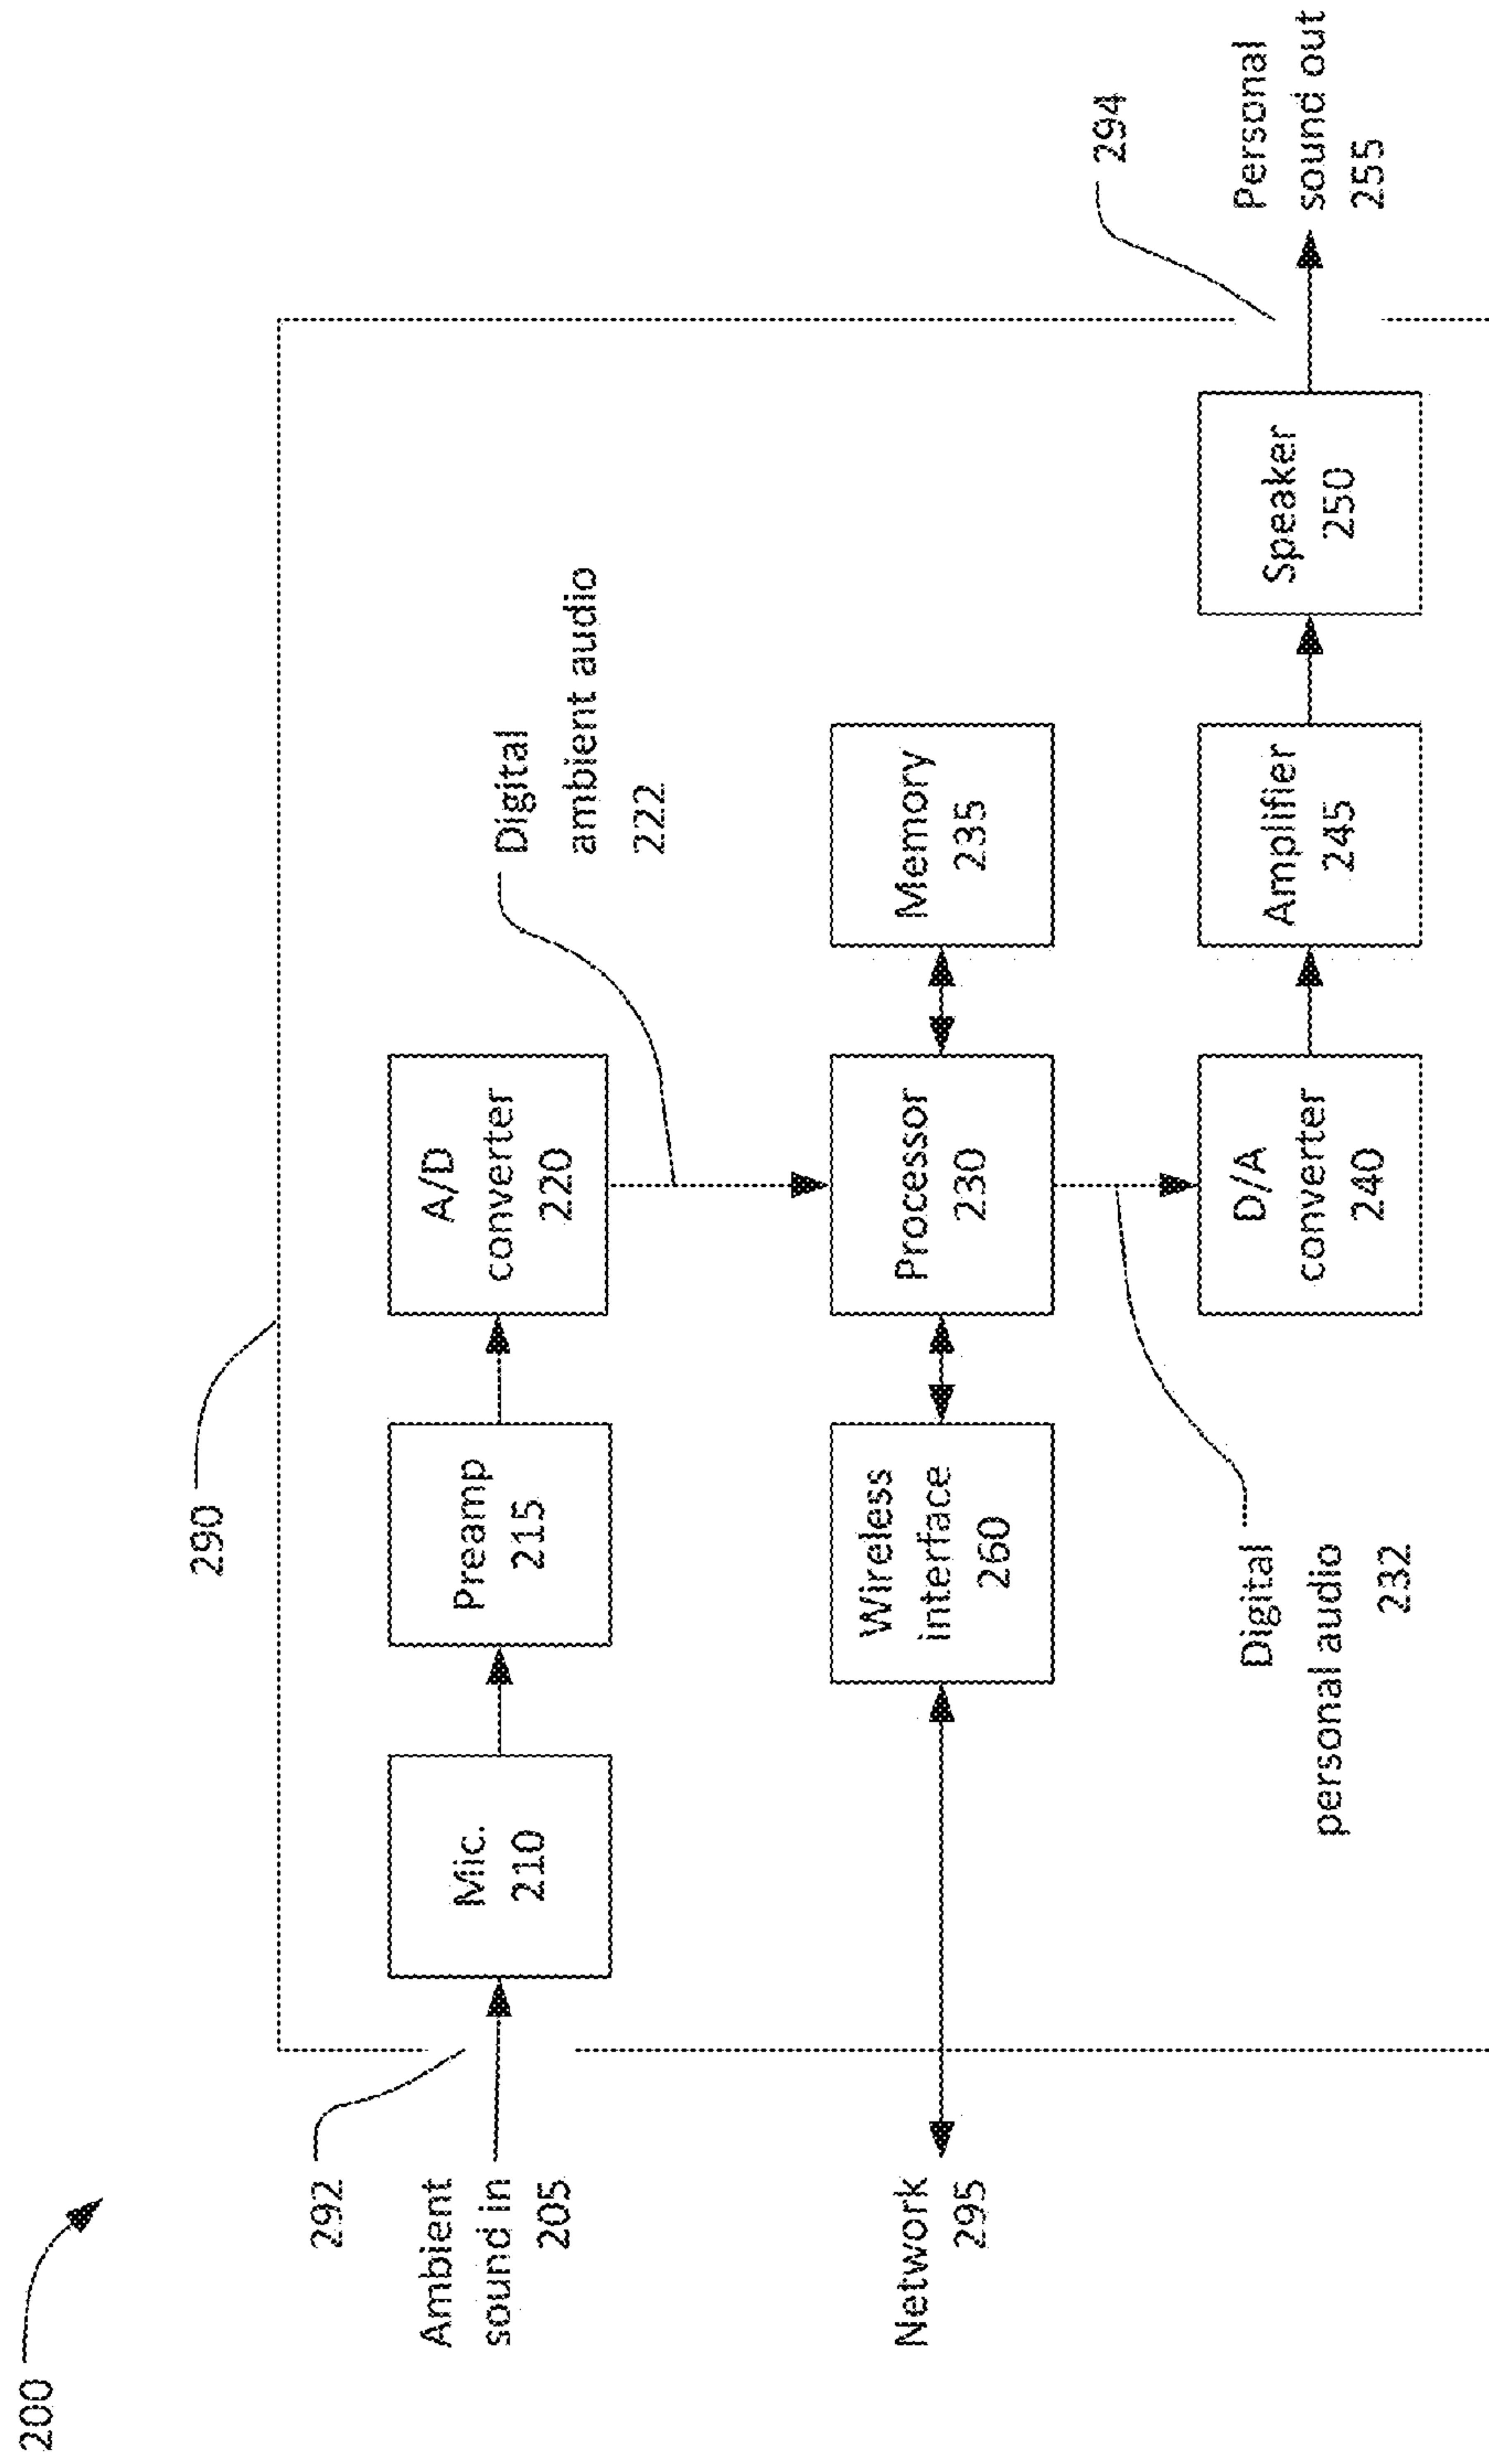 200
290
292
Ambient
sound in
205
Mic.
210
Preamp
215
A/D
converter
220
Digital
ambient audio
222
Network
295
Wireless
interface
260
Processor
230
Memory
235
Digital
personal audio
232
D/A
converter
240
Amplifier
245
Speaker
250
294
Personal
sound out
255